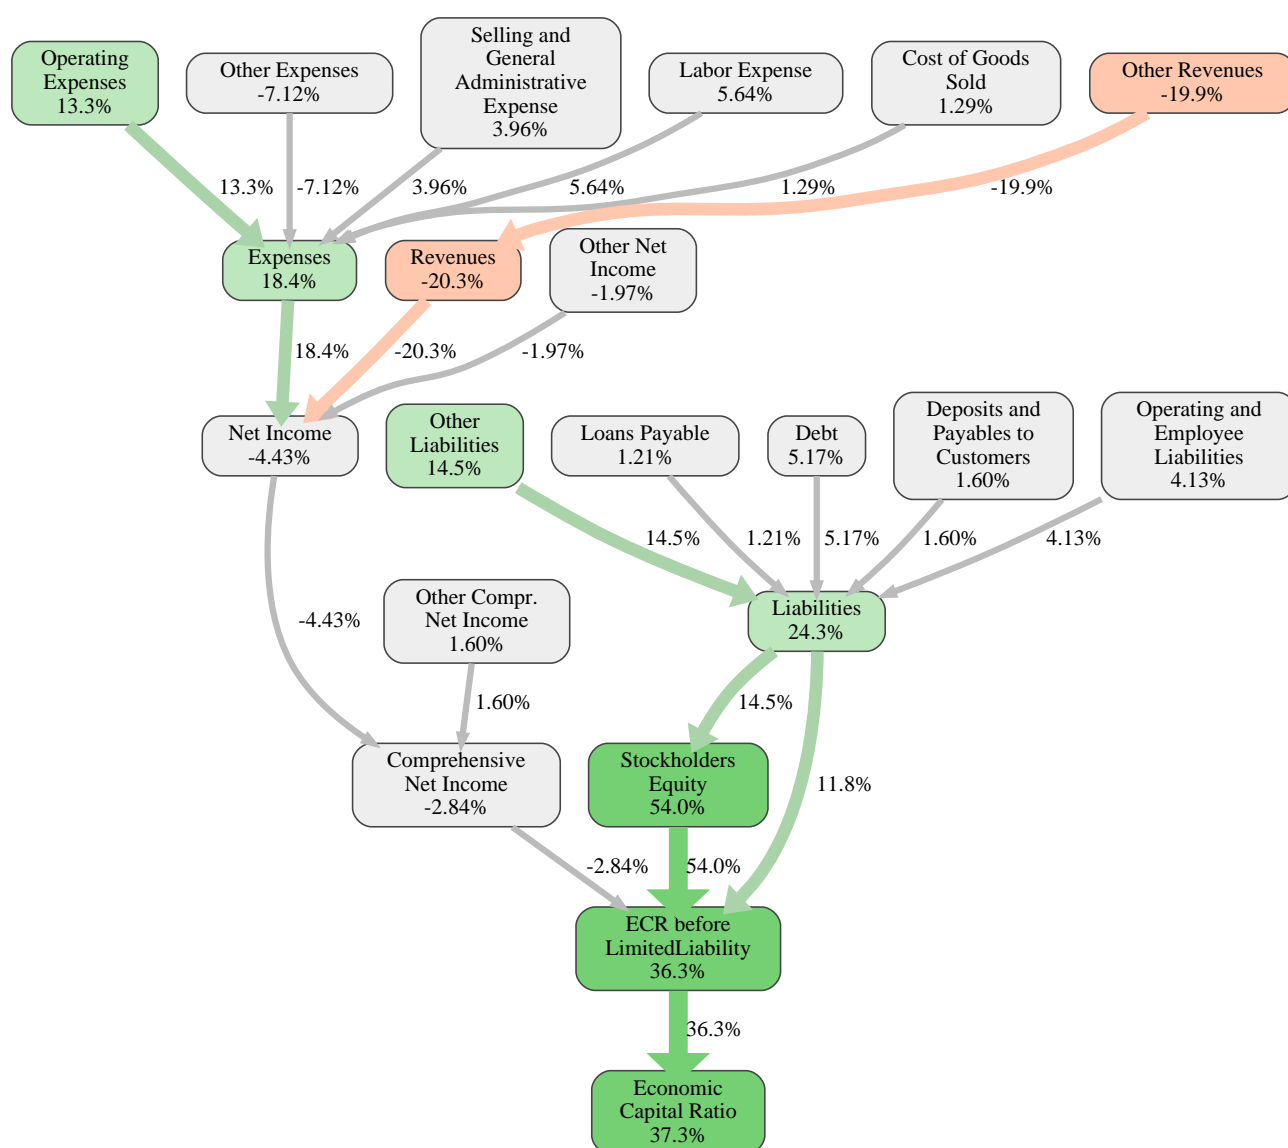 Operating
Expenses
13.3%
Other Expenses
-7.12%
Selling and
General
Administrative
Expense
3.96%
Labor Expense
5.64%
Cost of Goods
Sold
1.29%
Other Revenues
-19.9%
13.3%
-7.12%
3.96%
5.64%
1.29%
-19.9%
Expenses
18.4%
Revenues
-20.3%
Other Net
Income
-1.97%
18.4%
-20.3%
-1.97%
Net Income
-4.43%
Other
Liabilities
14.5%
Loans Payable
1.21%
Debt
5.17%
Deposits and
Payables to
Customers
1.60%
Operating and
Employee
Liabilities
4.13%
14.5%
1.21%
5.17%
1.60%
4.13%
-4.43%
Other Compr.
Net Income
1.60%
Liabilities
24.3%
1.60%
14.5%
11.8%
Comprehensive
Net Income
-2.84%
Stockholders
Equity
54.0%
-2.84%
54.0%
ECR before
LimitedLiability
36.3%
36.3%
Economic
Capital Ratio
37.3%